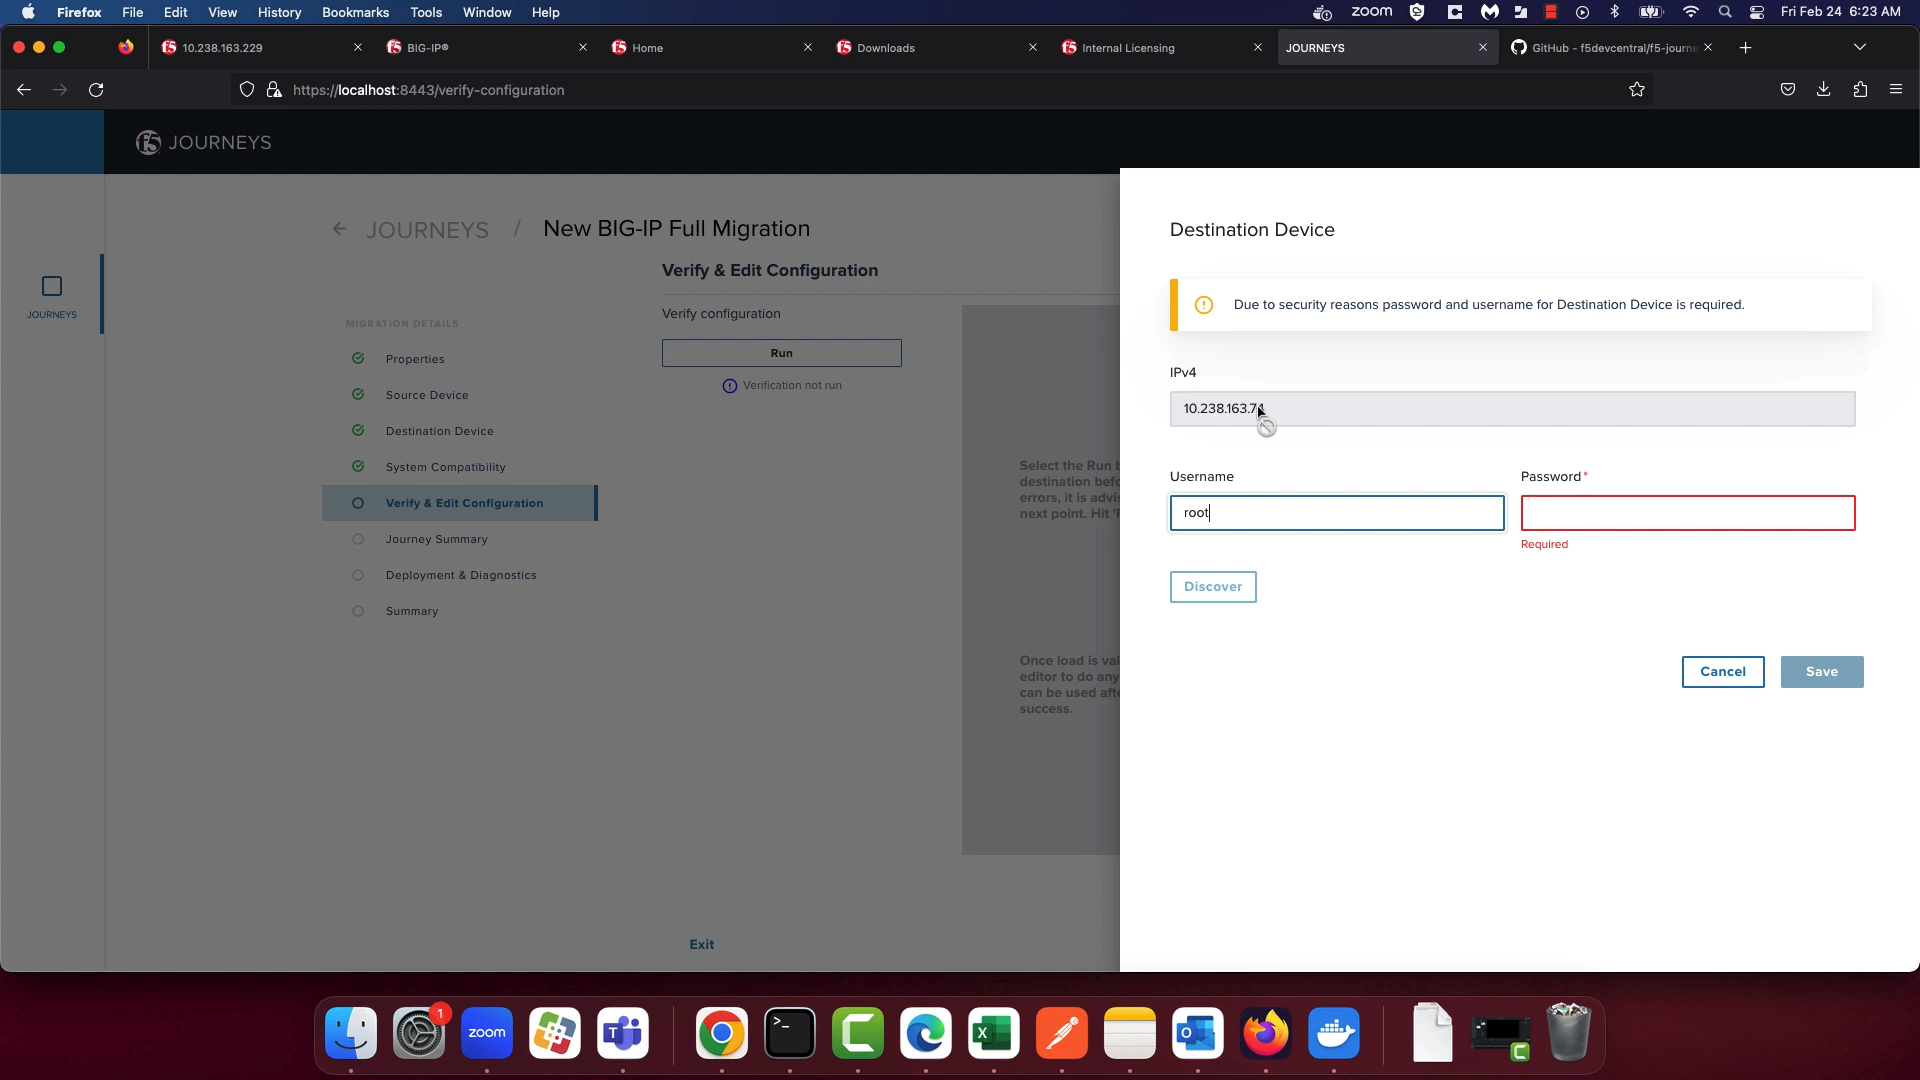 Firefox File Edit View History Bookmarks Tools Window Help
zoom
Fri Feb 24 6:23 AM
10.238.163.229
BIG-IP®
Home
Downloads
Internal Licensing
JOURNEYS
GitHub - f5devcentral/f5-journe
https://localhost:8443/verify-configuration
f5 JOURNEYS
JOURNEYS
JOURNEYS / New BIG-IP Full Migration
MIGRATION DETAILS
Properties
Source Device
Destination Device
System Compatibility
Verify & Edit Configuration
Journey Summary
Deployment & Diagnostics
Summary
Verify & Edit Configuration
Verify configuration
Run
Verification not run
Select the Run b
destination befo
errors, it is advis
next point. Hit 'F
Once load is val
editor to do any
can be used afte
success.
Exit
Destination Device
Due to security reasons password and username for Destination Device is required.
IPv4
10.238.163.74
Username
root
Password*
Required
Discover
Cancel
Save
1
zoom